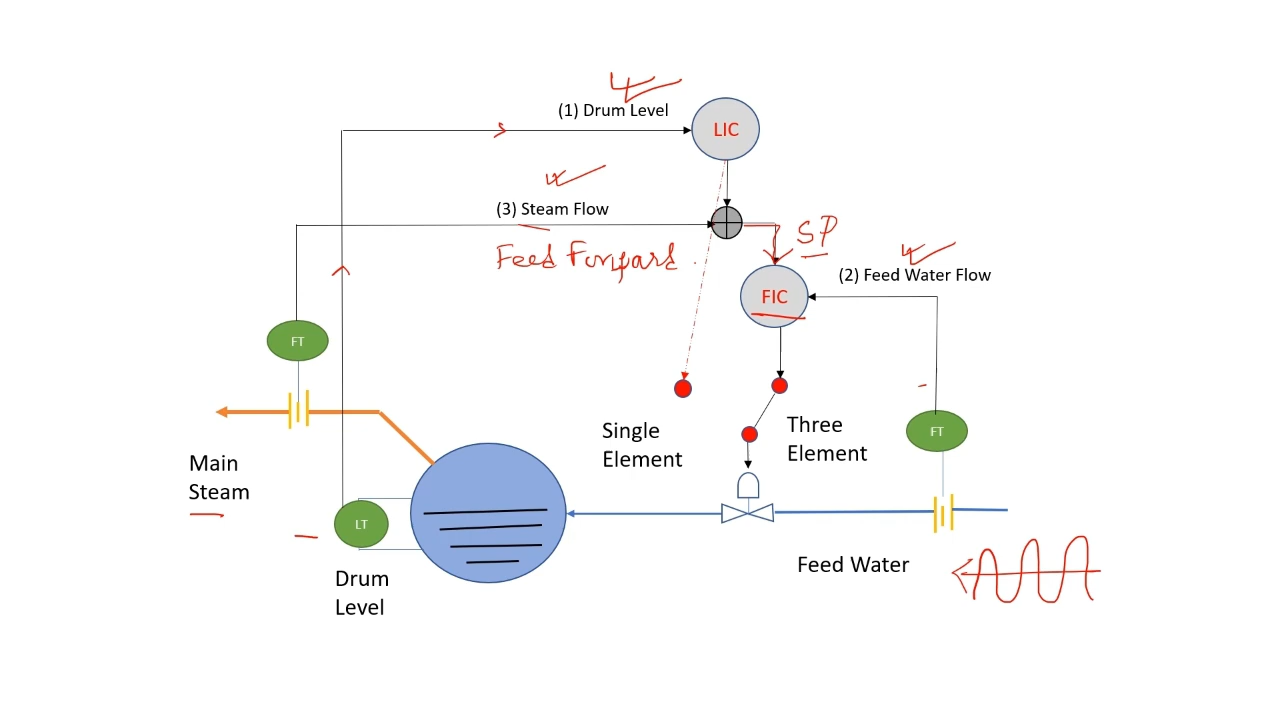 (1) Drum Level
LIC
(3) Steam Flow
Feed Forward
SP
(2) Feed Water Flow
FIC
FT
FT
Single
Element
Three
Element
Main
Steam
LT
Drum
Level
Feed Water